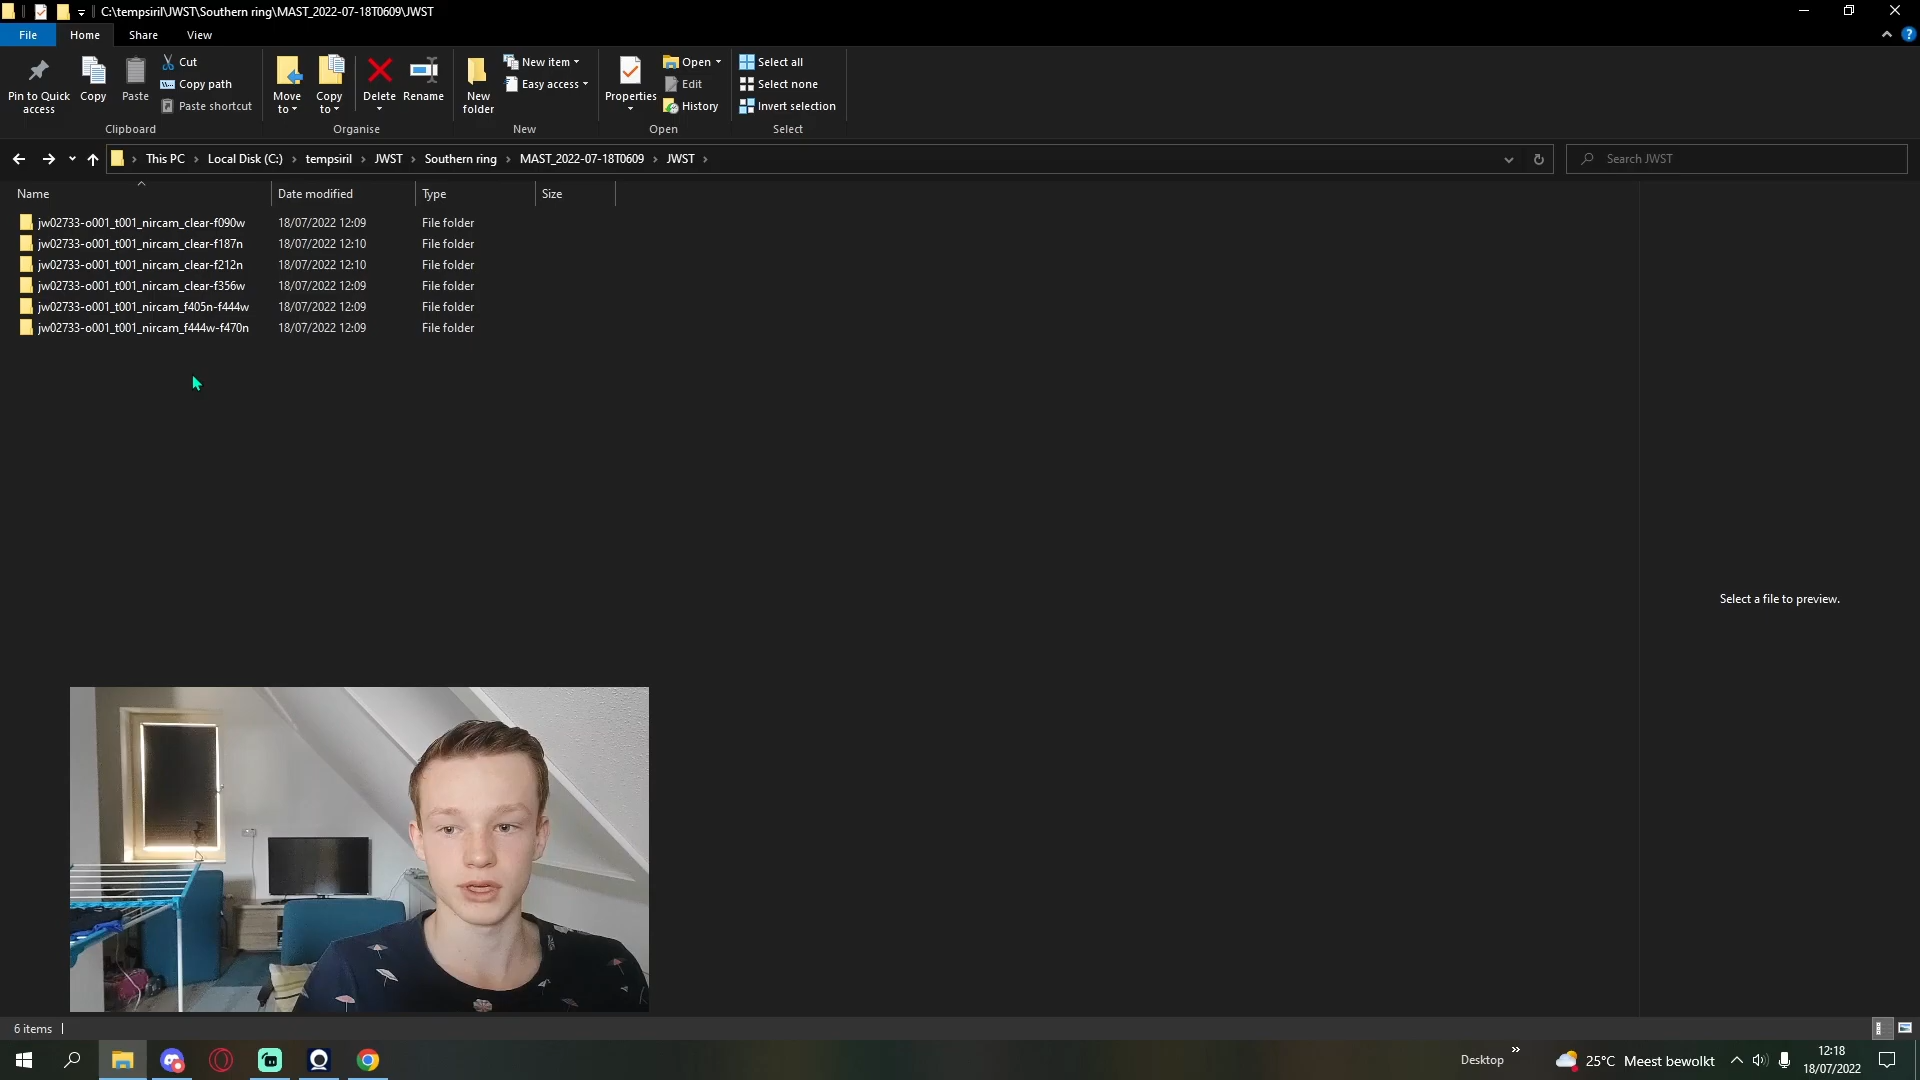 C:\tempsiril\JWST\Southern ring\MAST_2022-07-18T0609\JWST
File Home Share View
Pin to Quick access
Copy
Paste
Cut
Copy path
Paste shortcut
Clipboard
Move to
Copy to
Delete
Rename
Organise
New folder
New item
Easy access
New
Properties
Open
Edit
History
Open
Select all
Select none
Invert selection
Select
This PC Local Disk (C:) tempsiril JWST Southern ring MAST_2022-07-18T0609 JWST
Search JWST
Name Date modified Type Size
jw02733-o001_t001_nircam_clear-f090w 18/07/2022 12:09 File folder
jw02733-o001_t001_nircam_clear-f187n 18/07/2022 12:10 File folder
jw02733-o001_t001_nircam_clear-f212n 18/07/2022 12:10 File folder
jw02733-o001_t001_nircam_clear-f356w 18/07/2022 12:09 File folder
jw02733-o001_t001_nircam_f405n-f444w 18/07/2022 12:09 File folder
jw02733-o001_t001_nircam_f444w-f470n 18/07/2022 12:09 File folder
Select a file to preview.
6 items
Desktop
25°C Meest bewolkt
12:18
18/07/2022